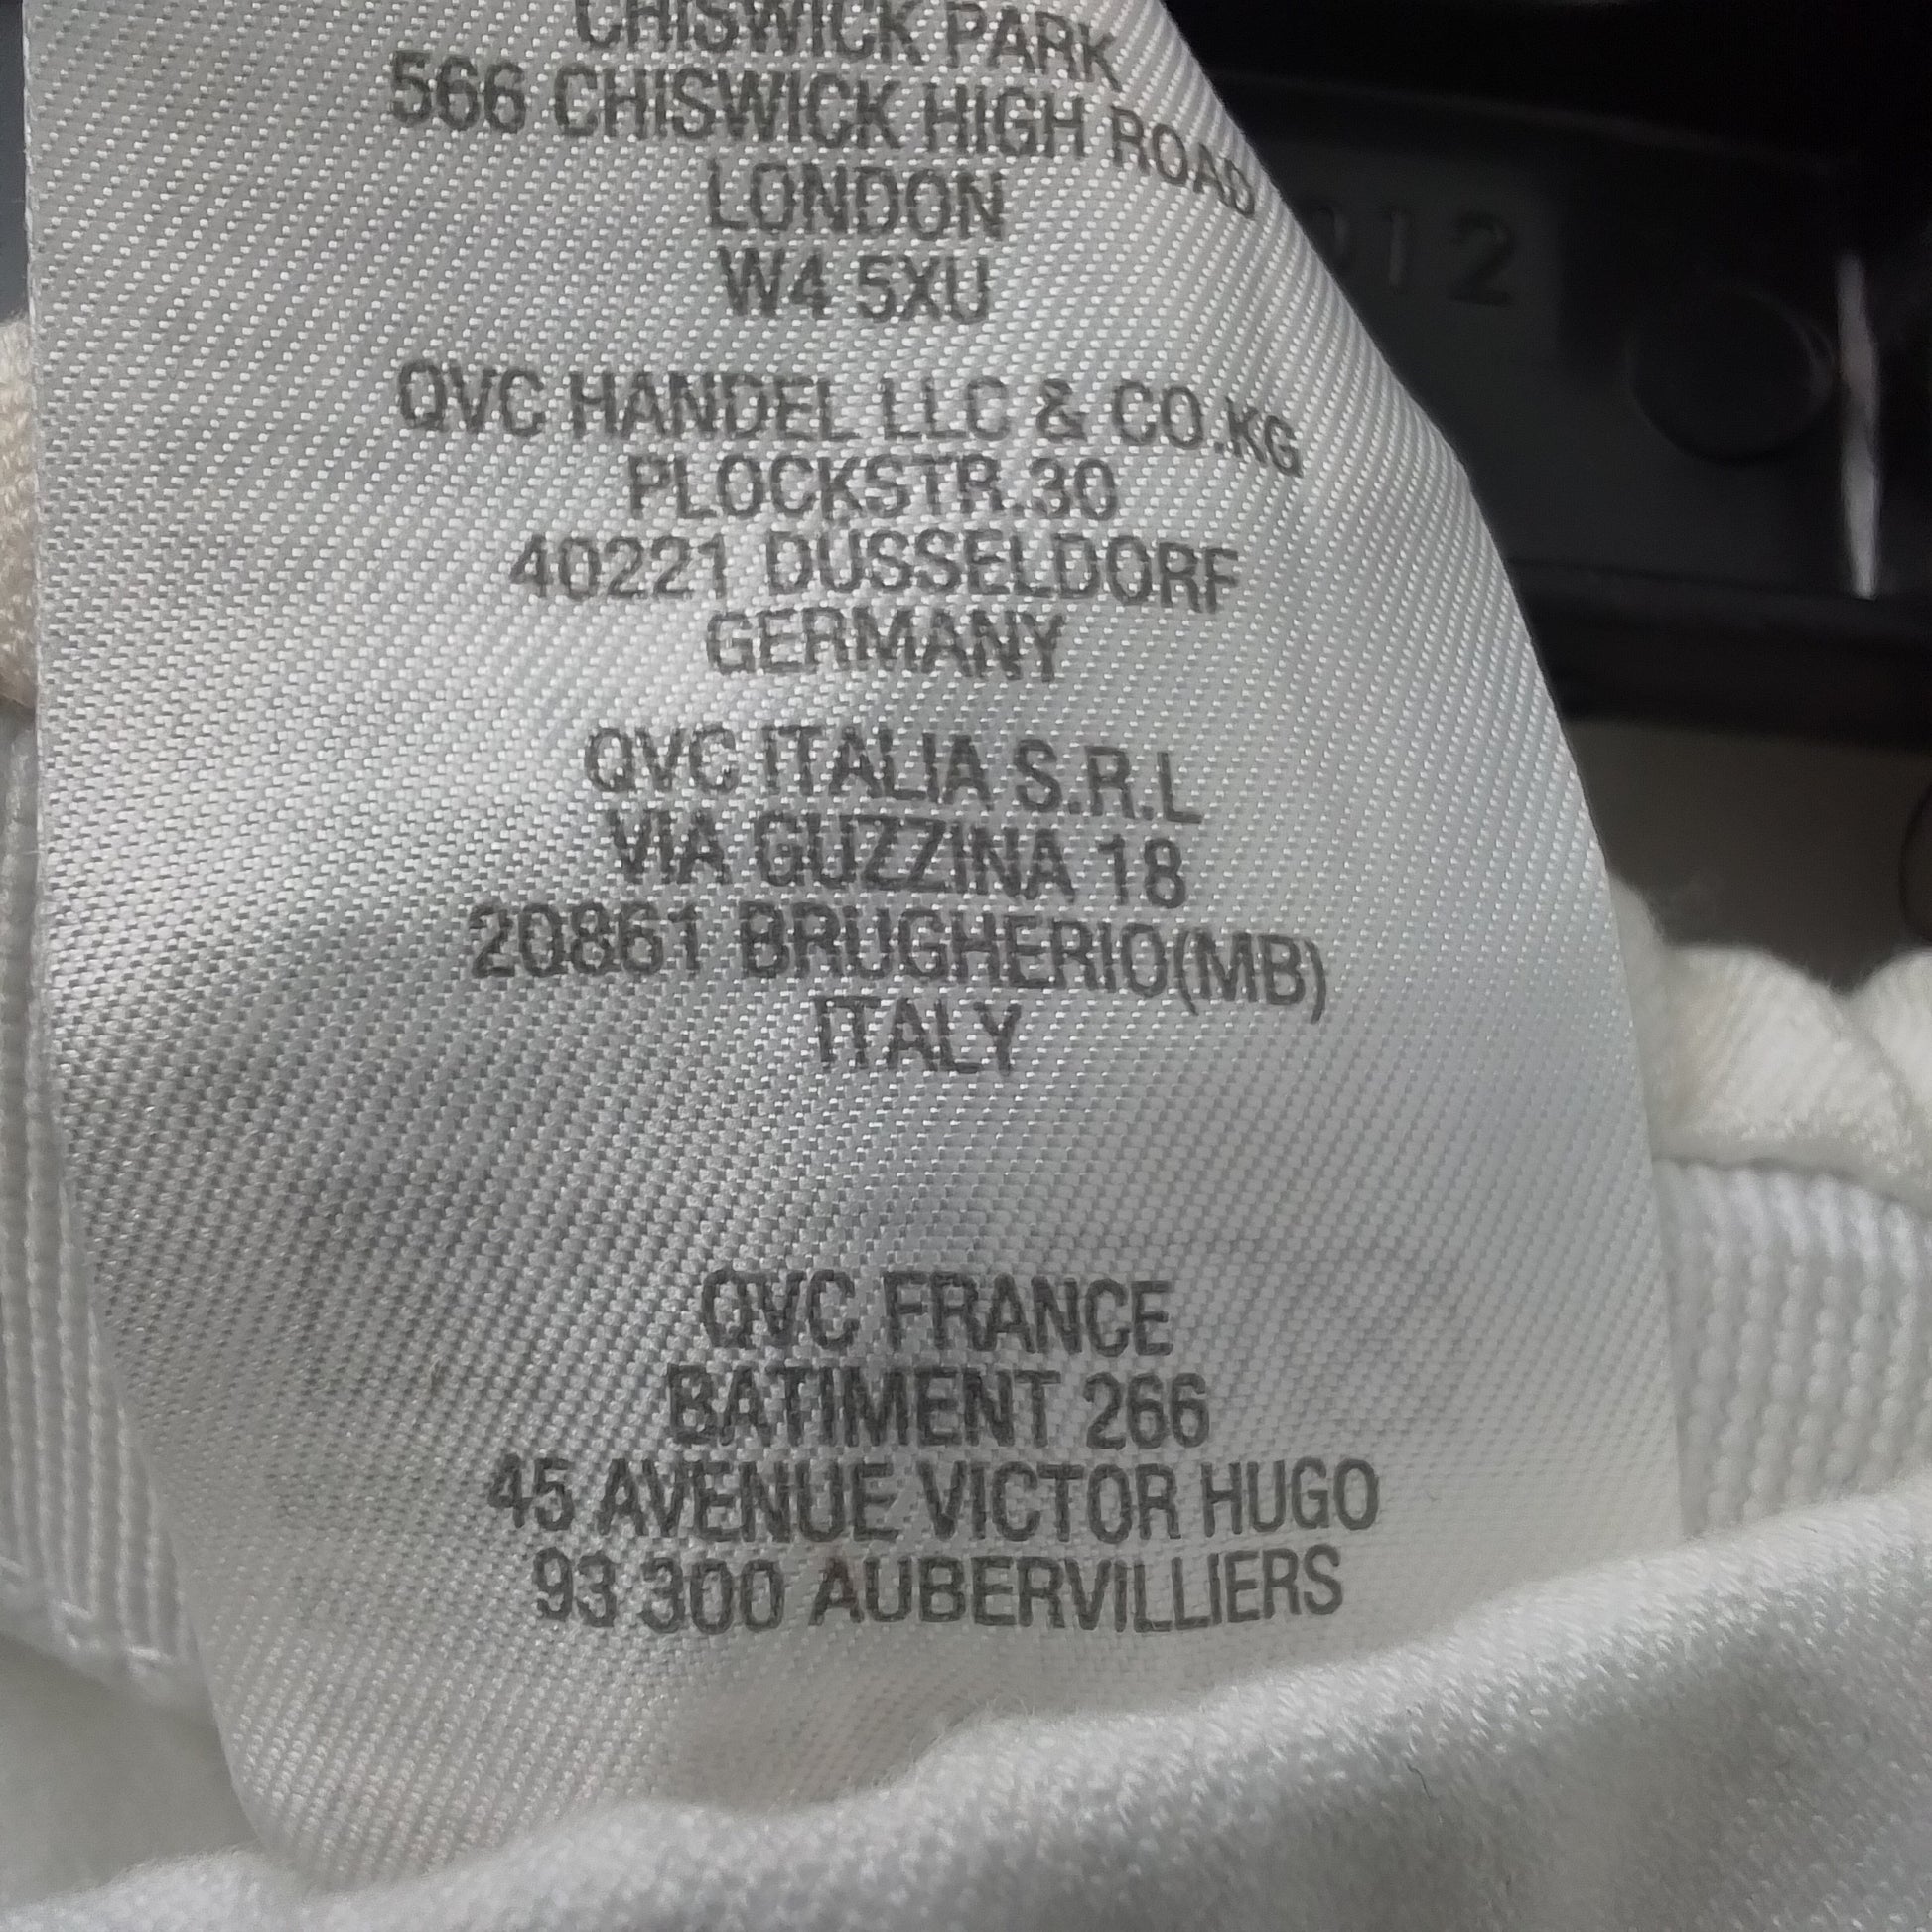 CHISWICK PARK
566 CHISWICK HIGH ROAD
LONDON
W4 5XU
QVC HANDEL LLC & CO.KG
PLOCKSTR.30
40221 DUSSELDORF
GERMANY
QVC ITALIA S.R.L
VIA GUZZINA 18
20861 BRUGHERIO(MB)
ITALY
QVC FRANCE
BATIMENT 266
45 AVENUE VICTOR HUGO
93 300 AUBERVILLIERS